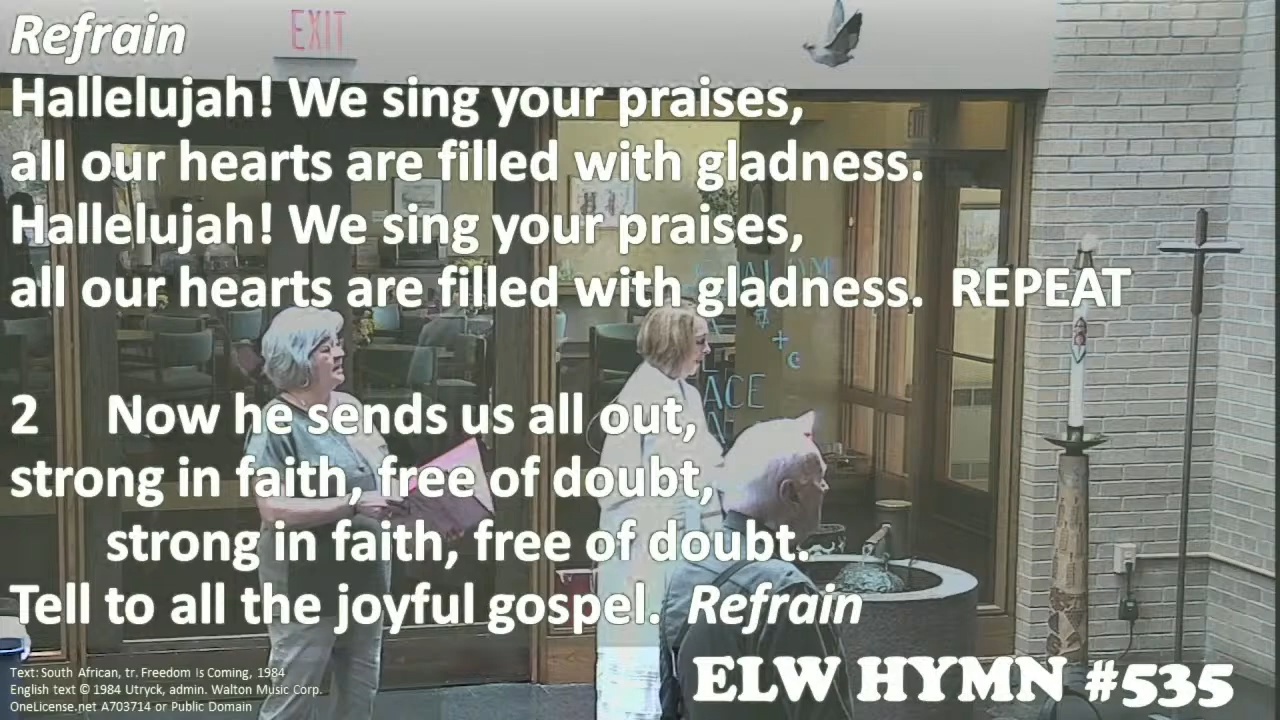 Refrain
EXIT
Hallelujah! We sing your praises,
all our hearts are filled with gladness.
Hallelujah! We sing your praises,
all our hearts are filled with gladness.  REPEAT
SHALOM
ACE
2 Now he sends us all out,
strong in faith, free of doubt,
strong in faith, free of doubt.
Tell to all the joyful gospel. Refrain
Text: South African, tr. Freedom Is Coming, 1984
English text © 1984 Utryck, admin. Walton Music Corp.
OneLicense.net A703714 or Public Domain
ELW HYMN #535